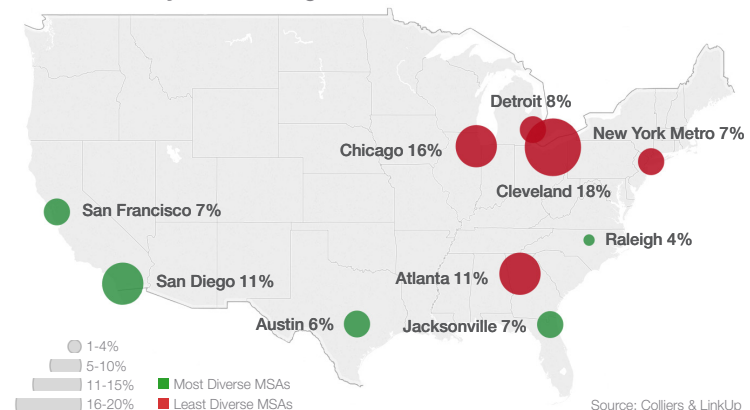 Detroit 8%
New York Metro 7%
Chicago 16%
Cleveland 18%
San Francisco 7%
Raleigh 4%
San Diego 11%
Atlanta 11%
Austin 6%
Jacksonville 7%
1-4%
5-10%
11-15%
16-20%
Most Diverse MSAs
Least Diverse MSAs
Source: Colliers & LinkUp